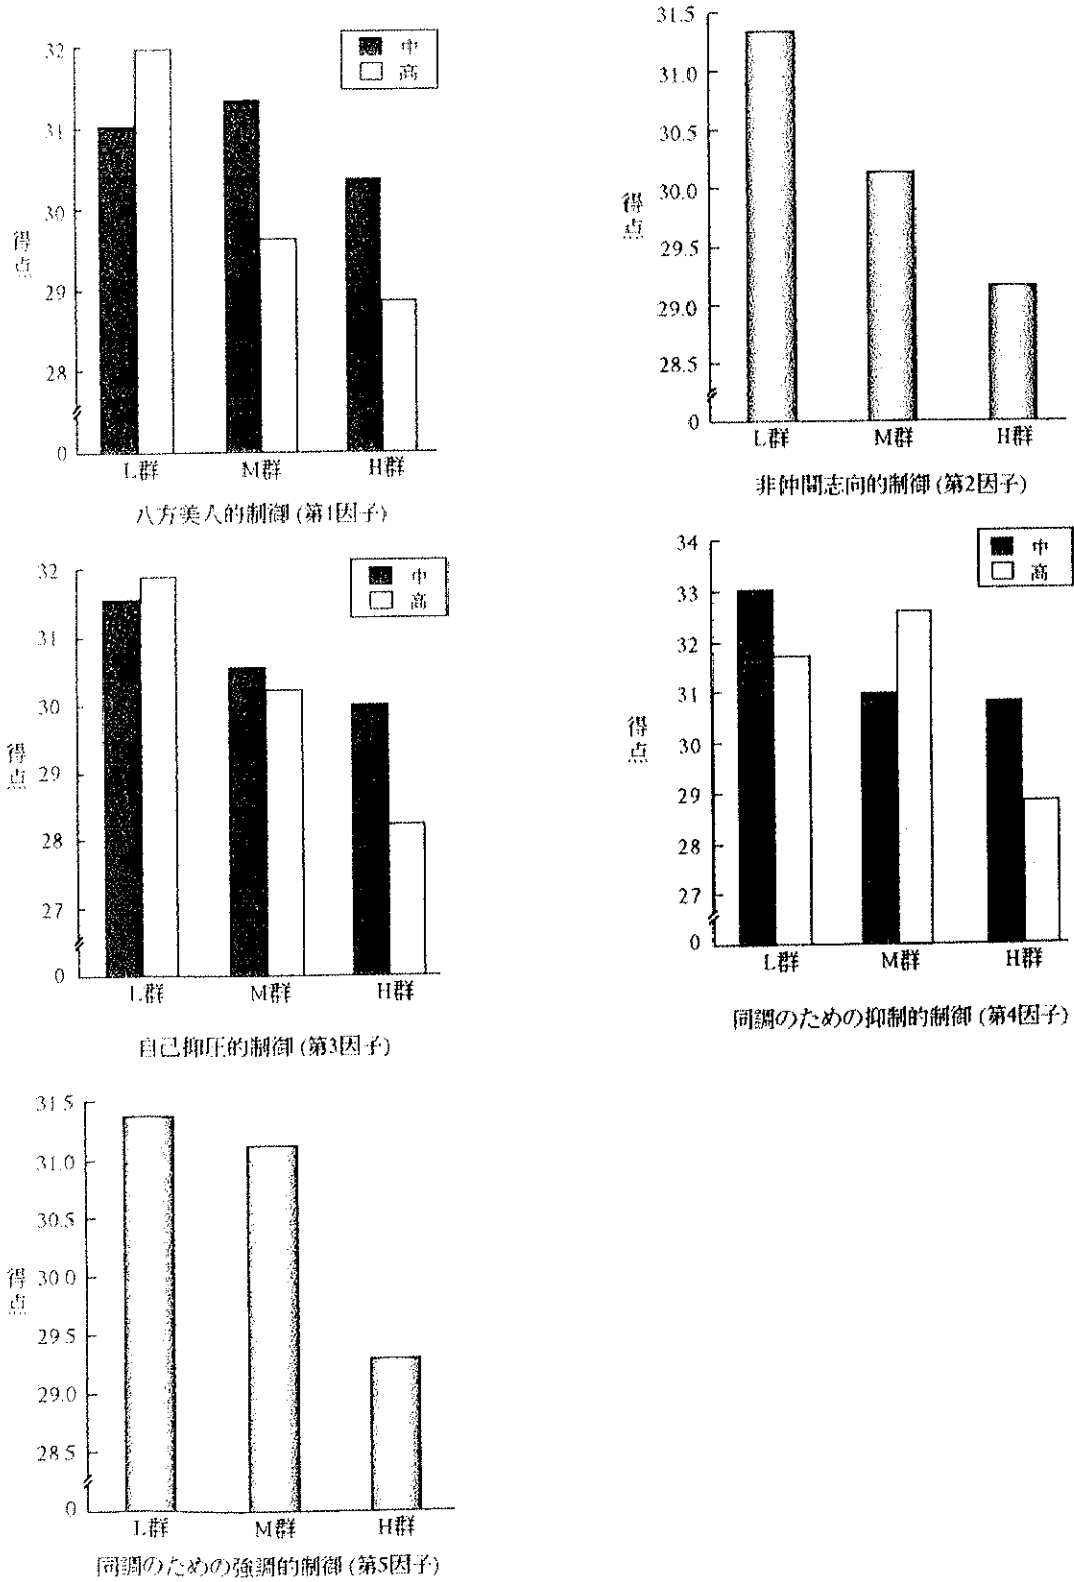 中
高
32
31
30
29
28
0
得点
L群
M群
H群
八方美人的制御 (第1因子)
31.5
31.0
30.5
30.0
29.5
29.0
28.5
0
得点
L群
M群
H群
非仲間志向的制御 (第2因子)
中
高
32
31
30
29
28
27
0
得点
L群
M群
H群
自己抑圧的制御 (第3因子)
中
高
34
33
32
31
30
29
28
27
0
得点
L群
M群
H群
同調のための抑制的制御 (第4因子)
31.5
31.0
30.5
30.0
29.5
29.0
28.5
0
得点
L群
M群
H群
同調のための強調的制御 (第5因子)